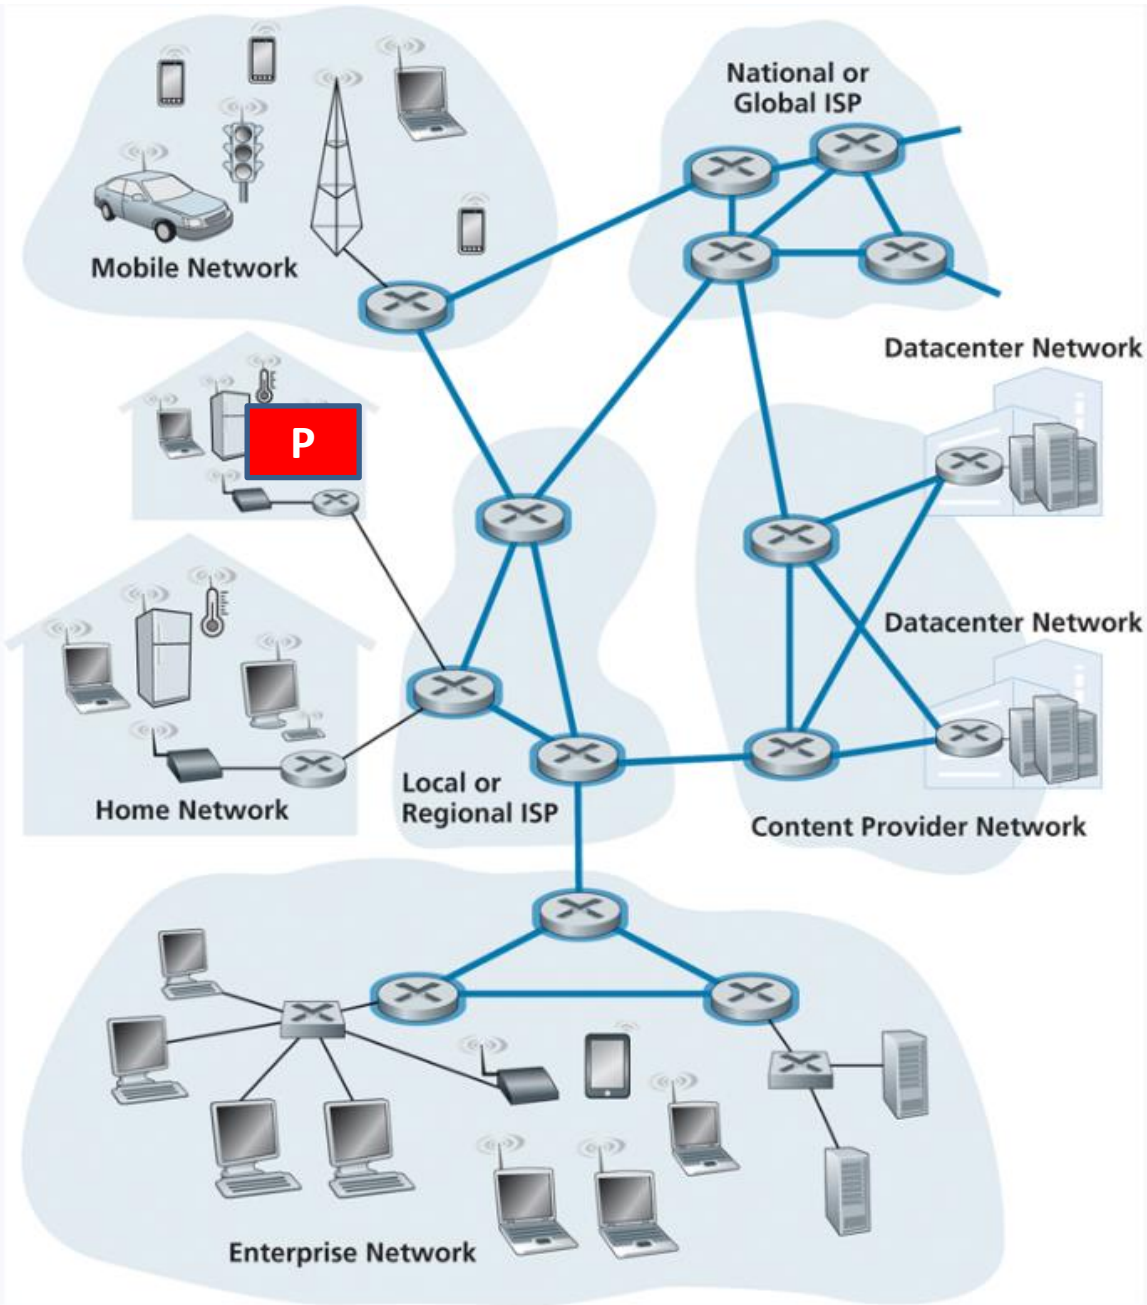 National or
Global ISP
Mobile Network
Datacenter Network
P
Datacenter Network
Home Network
Local or
Regional ISP
Content Provider Network
Enterprise Network